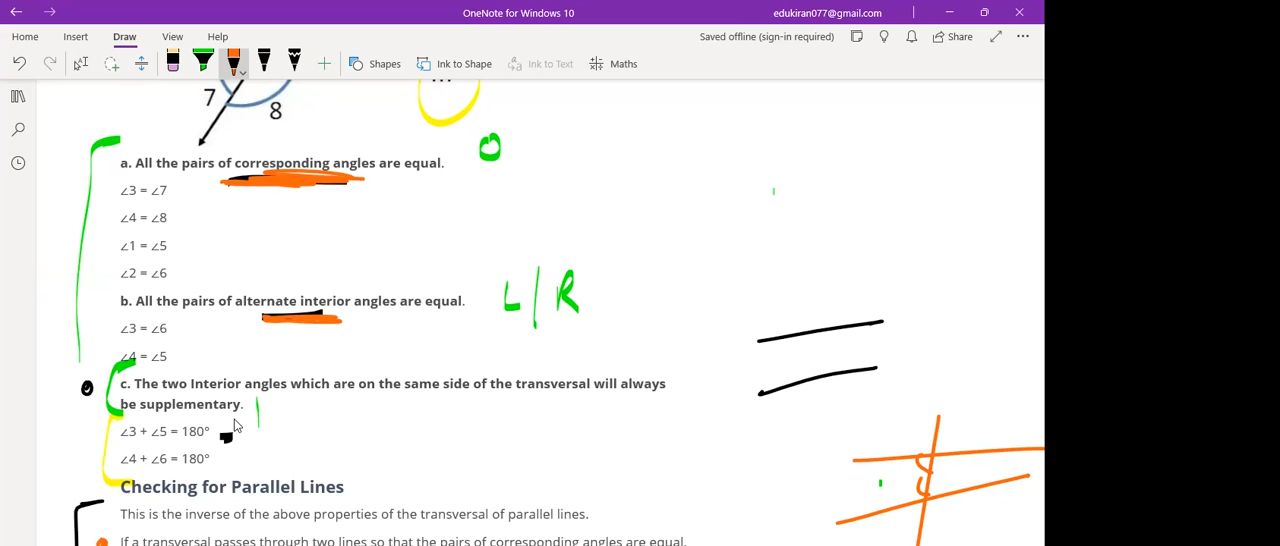 OneNote for Windows 10
edukiran077@gmail.com
Home Insert Draw View Help
Saved offline (sign-in required)
Share
Shapes
Ink to Shape
Ink to Text
Maths
7
8
a. All the pairs of corresponding angles are equal.
∠3 = ∠7
∠4 = ∠8
∠1 = ∠5
∠2 = ∠6
b. All the pairs of alternate interior angles are equal.
L/R
∠3 = ∠6
∠4 = ∠5
c. The two Interior angles which are on the same side of the transversal will always
be supplementary.
∠3 + ∠5 = 180°
∠4 + ∠6 = 180°
Checking for Parallel Lines
This is the inverse of the above properties of the transversal of parallel lines.
If a transversal passes through two lines so that the pairs of corresponding angles are equal,